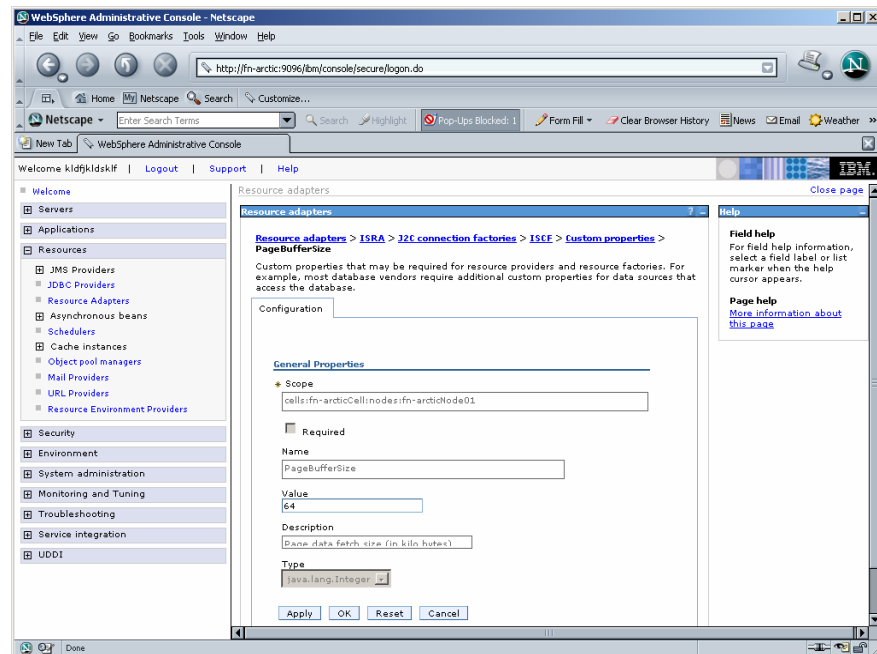 WebSphere Administrative Console - Netscape
File Edit View Go Bookmarks Tools Window Help
http://fn-arctic:9096/ibm/console/secure/logon.do
Home My Netscape Search Customize...
Netscape Enter Search Terms Search Highlight Pop-Ups Blocked: 1 Form Fill Clear Browser History News Email Weather »
New Tab WebSphere Administrative Console
Welcome kldfjkldsklf | Logout | Support | Help IBM.
Welcome
Servers
Applications
Resources
JMS Providers
JDBC Providers
Resource Adapters
Asynchronous beans
Schedulers
Cache instances
Object pool managers
Mail Providers
URL Providers
Resource Environment Providers
Security
Environment
System administration
Monitoring and Tuning
Troubleshooting
Service integration
UDDI
Resource adapters Close page
Resource adapters ? –
Resource adapters > ISRA > J2C connection factories > ISCF > Custom properties >
PageBufferSize
Custom properties that may be required for resource providers and resource factories. For
example, most database vendors require additional custom properties for data sources that
access the database.
Configuration
General Properties
* Scope
cells:fn-arcticCell:nodes:fn-arcticNode01
Required
Name
PageBufferSize
Value
64
Description
Page data fetch size (in kilo bytes)
Type
java.lang.Integer
Apply OK Reset Cancel
Help –
Field help
For field help information,
select a field label or list
marker when the help
cursor appears.
Page help
More information about
this page
Done